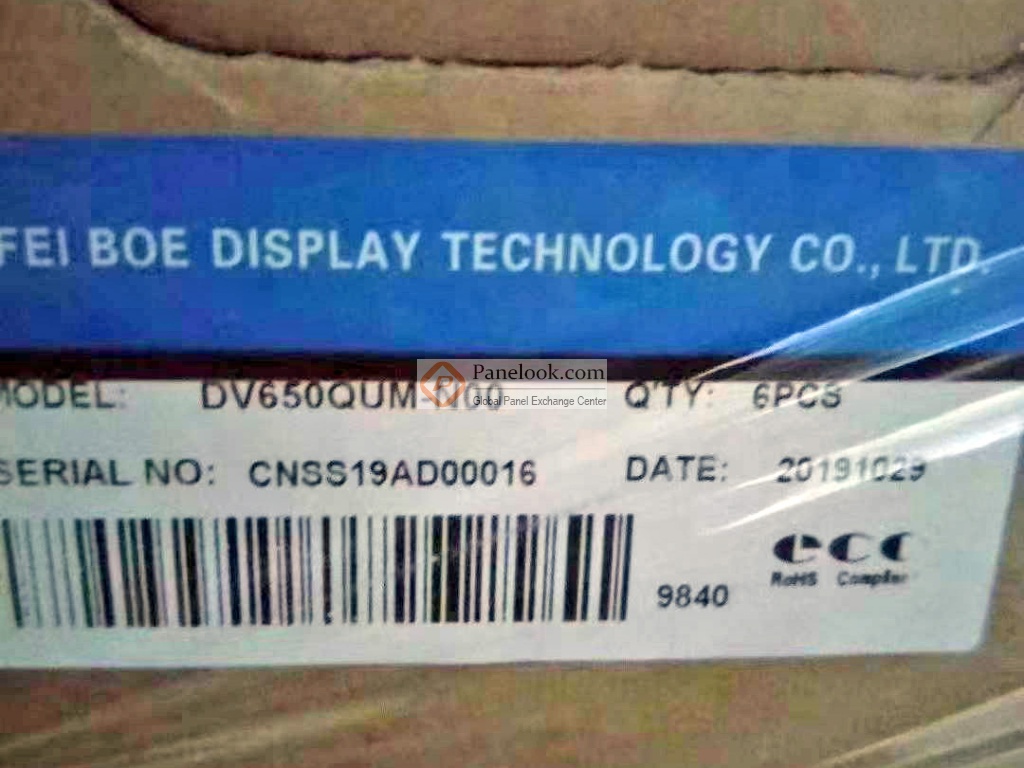 FEI BOE DISPLAY TECHNOLOGY CO., LTD.
Panelook.com
Global Panel Exchange Center
MODEL: DV650QUM-N00 Q'TY: 6PCS
SERIAL NO: CNSS19AD00016 DATE: 20191029
9840
RoHS